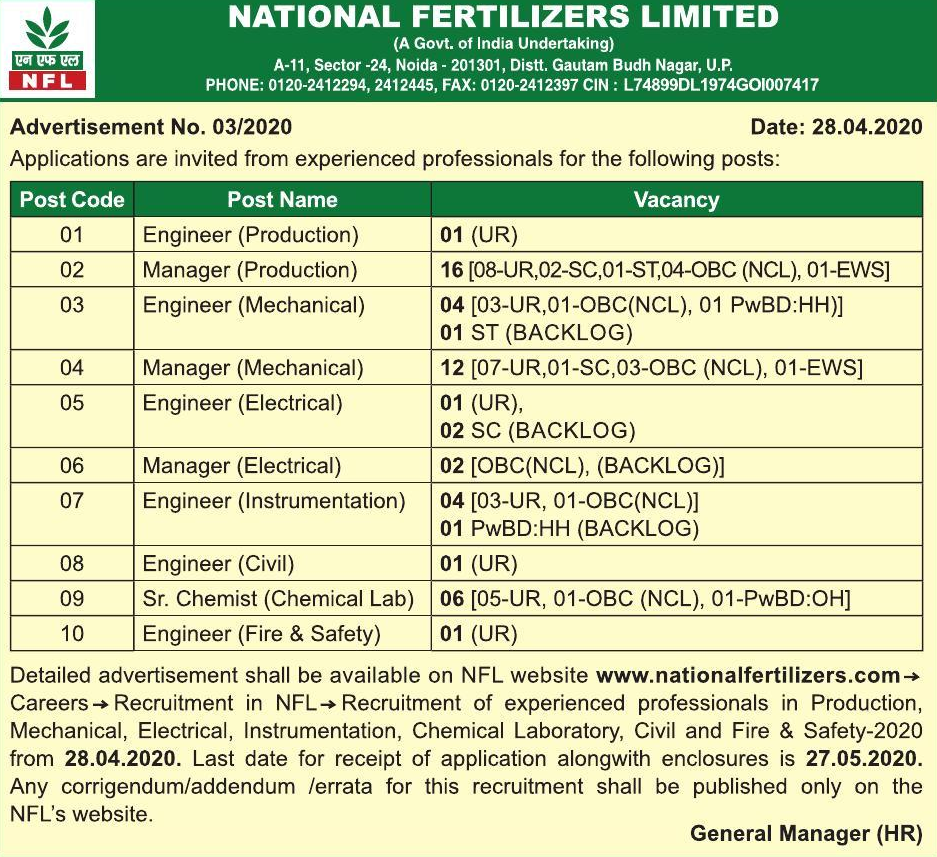 एन एफ एल
NFL
NATIONAL FERTILIZERS LIMITED
(A Govt. of India Undertaking)
A-11, Sector -24, Noida - 201301, Distt. Gautam Budh Nagar, U.P.
PHONE: 0120-2412294, 2412445, FAX: 0120-2412397 CIN : L74899DL1974GOI007417
Advertisement No. 03/2020 Date: 28.04.2020
Applications are invited from experienced professionals for the following posts:
Post Code Post Name Vacancy
01 Engineer (Production) 01 (UR)
02 Manager (Production) 16 [08-UR,02-SC,01-ST,04-OBC (NCL), 01-EWS]
03 Engineer (Mechanical) 04 [03-UR,01-OBC(NCL), 01 PwBD:HH)]
01 ST (BACKLOG)
04 Manager (Mechanical) 12 [07-UR,01-SC,03-OBC (NCL), 01-EWS]
05 Engineer (Electrical) 01 (UR),
02 SC (BACKLOG)
06 Manager (Electrical) 02 [OBC(NCL), (BACKLOG)]
07 Engineer (Instrumentation) 04 [03-UR, 01-OBC(NCL)]
01 PwBD:HH (BACKLOG)
08 Engineer (Civil) 01 (UR)
09 Sr. Chemist (Chemical Lab) 06 [05-UR, 01-OBC (NCL), 01-PwBD:OH]
10 Engineer (Fire & Safety) 01 (UR)
Detailed advertisement shall be available on NFL website www.nationalfertilizers.com→
Careers→Recruitment in NFL→Recruitment of experienced professionals in Production,
Mechanical, Electrical, Instrumentation, Chemical Laboratory, Civil and Fire & Safety-2020
from 28.04.2020. Last date for receipt of application alongwith enclosures is 27.05.2020.
Any corrigendum/addendum /errata for this recruitment shall be published only on the
NFL's website.
General Manager (HR)